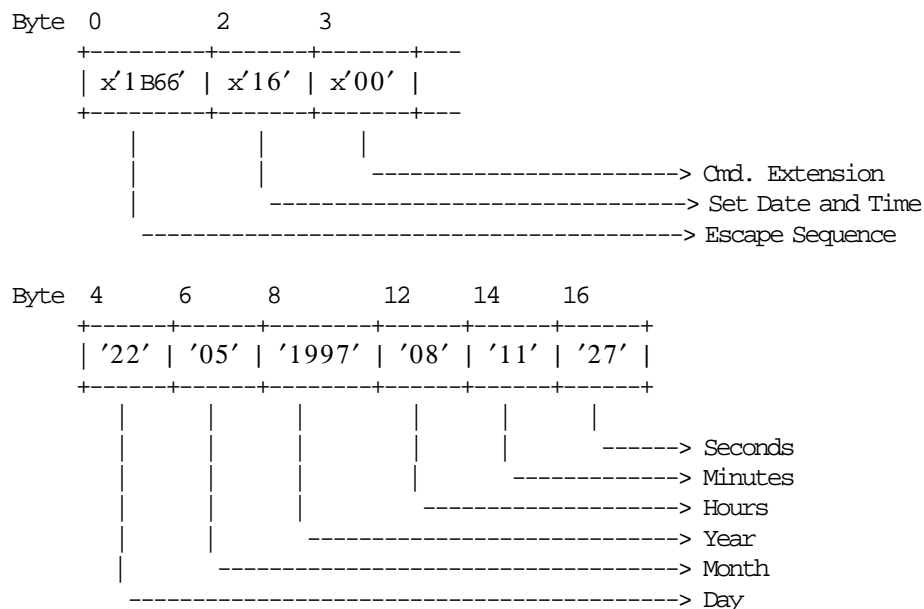 Byte 0 2 3
+---------+-------+-------+---
| x'1B66' | x'16' | x'00' |
+---------+-------+-------+---
| | |
| | ------------------------> Cmd. Extension
| --------------------------------> Set Date and Time
------------------------------------------> Escape Sequence
Byte 4 6 8 12 14 16
+------+------+--------+------+------+------+
| '22' | '05' | '1997' | '08' | '11' | '27' |
+------+------+--------+------+------+------+
| | | | | |
| | | | | ------> Seconds
| | | | -------------> Minutes
| | | --------------------> Hours
| | -----------------------------> Year
| ------------------------------------> Month
-------------------------------------------> Day